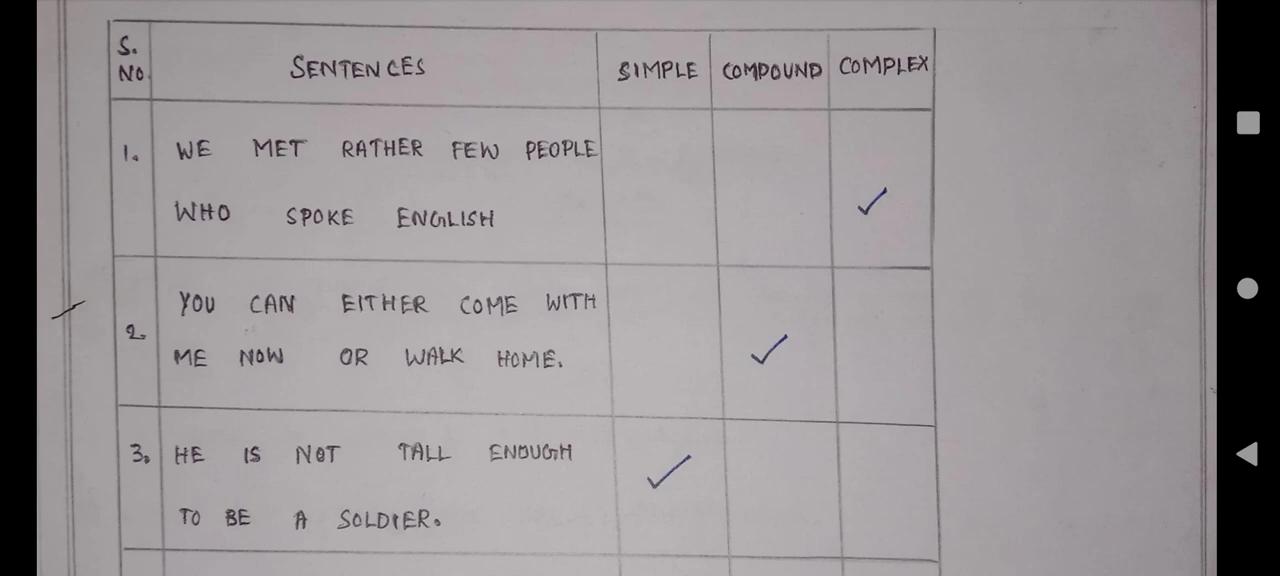 S. No. SENTENCES SIMPLE COMPOUND COMPLEX
1. WE MET RATHER FEW PEOPLE
WHO SPOKE ENGLISH
2. YOU CAN EITHER COME WITH
ME NOW OR WALK HOME.
3. HE IS NOT TALL ENOUGH
TO BE A SOLDIER.